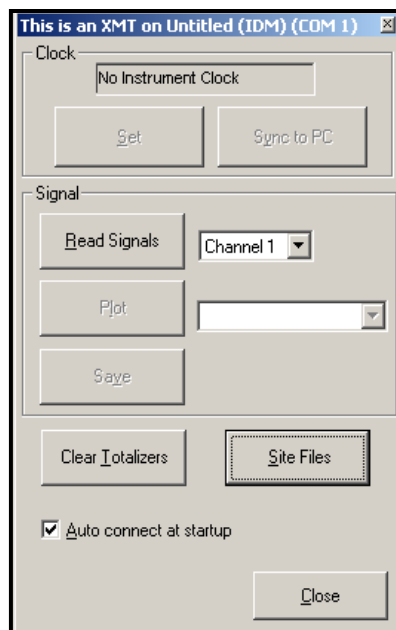 This is an XMT on Untitled (IDM) (COM 1)
Clock
No Instrument Clock
Set
Sync to PC
Signal
Read Signals
Channel 1
Plot
Save
Clear Totalizers
Site Files
Auto connect at startup
Close